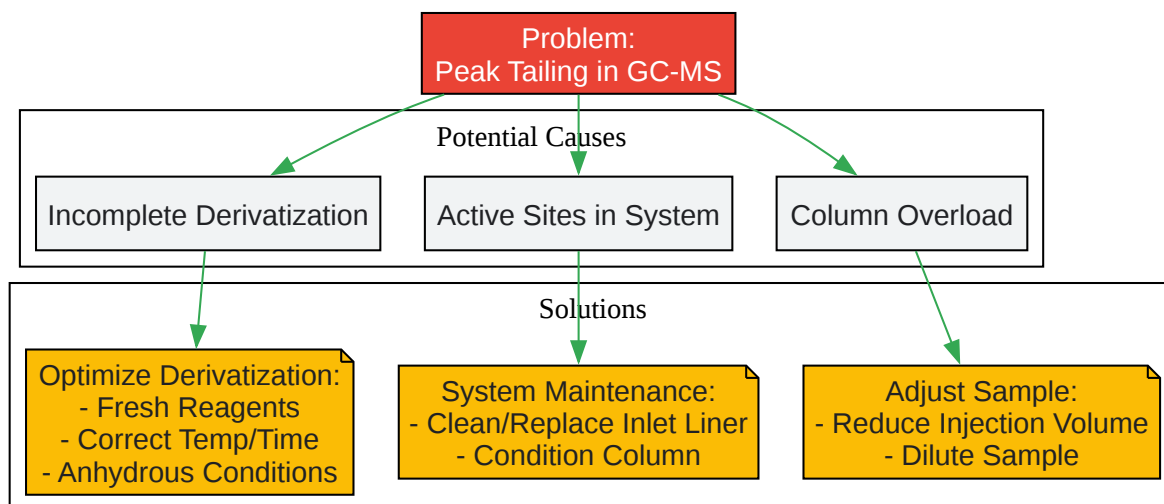 Problem:
Peak Tailing in GC-MS
Potential Causes
Incomplete Derivatization
Active Sites in System
Column Overload
Solutions
Optimize Derivatization:
- Fresh Reagents
- Correct Temp/Time
- Anhydrous Conditions
System Maintenance:
- Clean/Replace Inlet Liner
- Condition Column
Adjust Sample:
- Reduce Injection Volume
- Dilute Sample